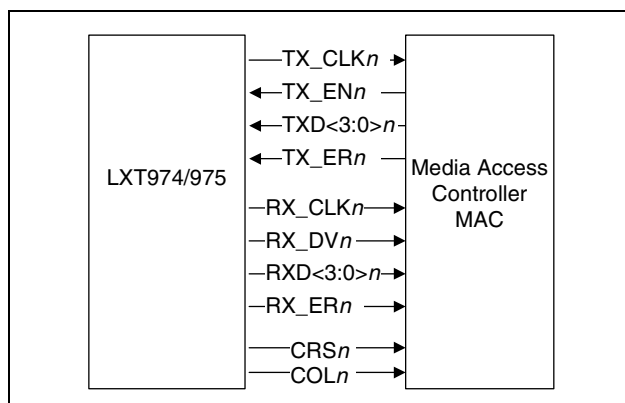 LXT974/975
TX_CLKn
TX_ENn
TXD<3:0>n
TX_ERn
RX_CLKn
RX_DVn
RXD<3:0>n
RX_ERn
CRSn
COLn
Media Access
Controller
MAC